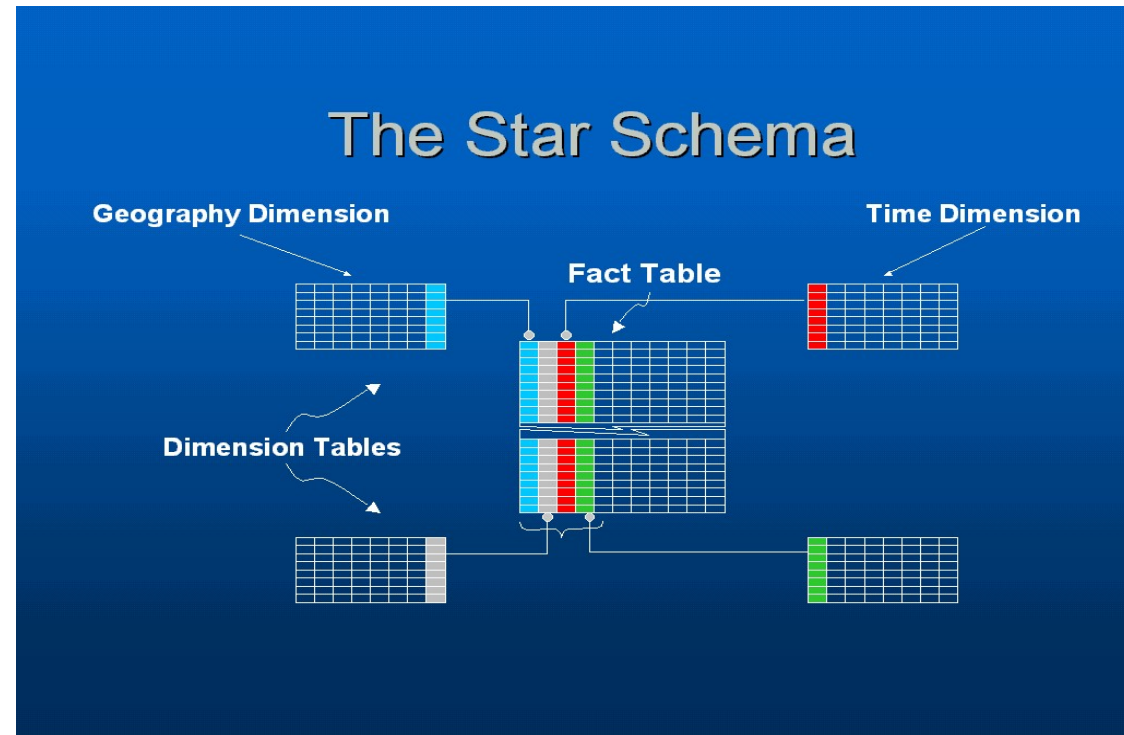 The Star Schema
Geography Dimension
Time Dimension
Fact Table
Dimension Tables